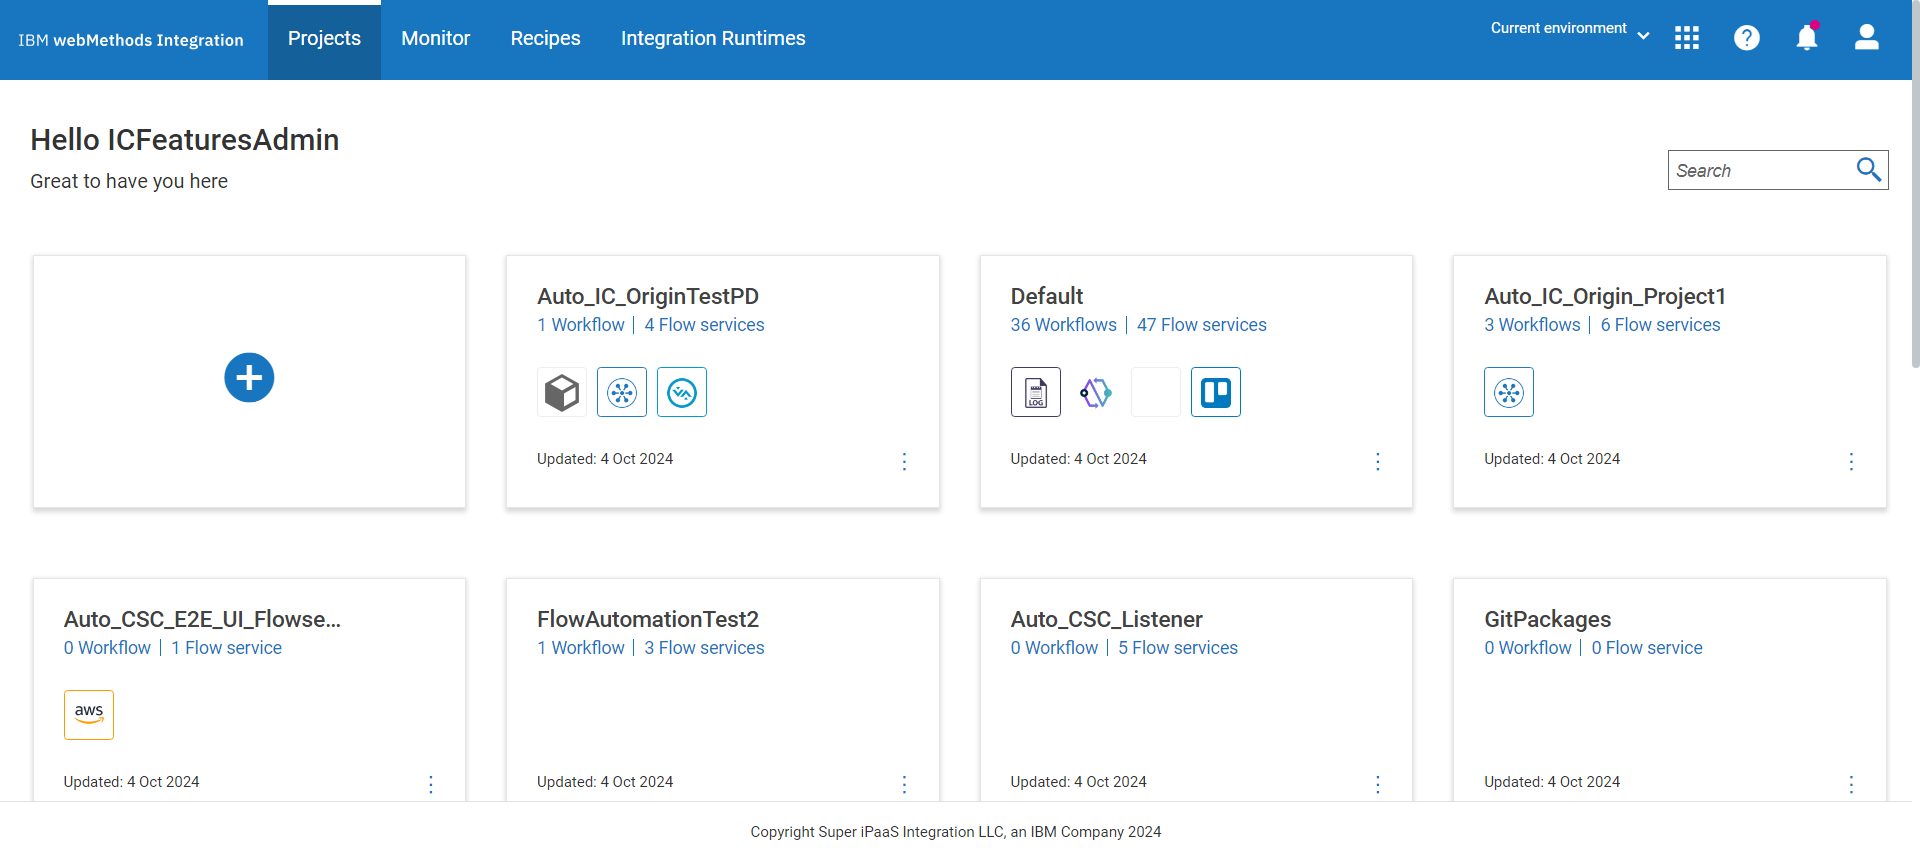 IBM webMethods Integration
Projects
Monitor
Recipes
Integration Runtimes
Current environment
Hello ICFeaturesAdmin
Great to have you here
Search
Auto_IC_OriginTestPD
1 Workflow | 4 Flow services
Updated: 4 Oct 2024
Default
36 Workflows | 47 Flow services
LOG
Updated: 4 Oct 2024
Auto_IC_Origin_Project1
3 Workflows | 6 Flow services
Updated: 4 Oct 2024
Auto_CSC_E2E_UI_Flowse...
0 Workflow | 1 Flow service
aws
Updated: 4 Oct 2024
FlowAutomationTest2
1 Workflow | 3 Flow services
Updated: 4 Oct 2024
Auto_CSC_Listener
0 Workflow | 5 Flow services
Updated: 4 Oct 2024
GitPackages
0 Workflow | 0 Flow service
Updated: 4 Oct 2024
Copyright Super iPaaS Integration LLC, an IBM Company 2024